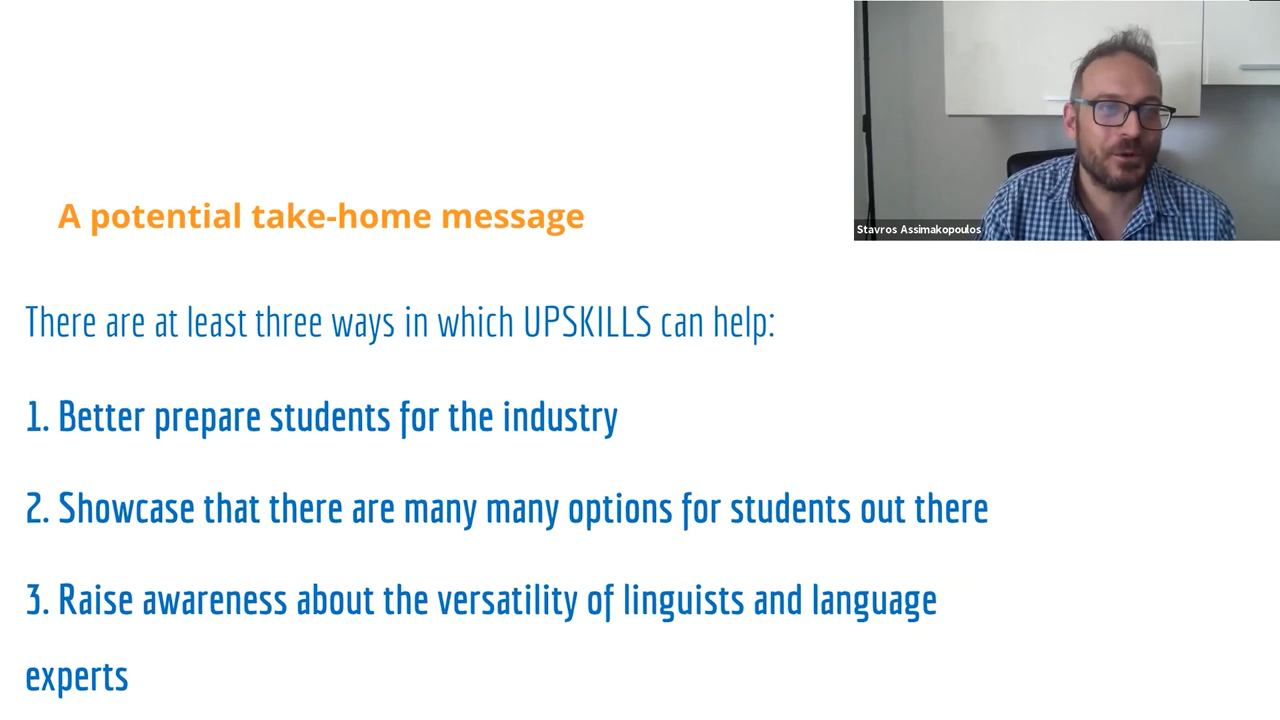 Stavros Assimakopoulos
A potential take-home message
There are at least three ways in which UPSKILLS can help:
1. Better prepare students for the industry
2. Showcase that there are many many options for students out there
3. Raise awareness about the versatility of linguists and language
experts